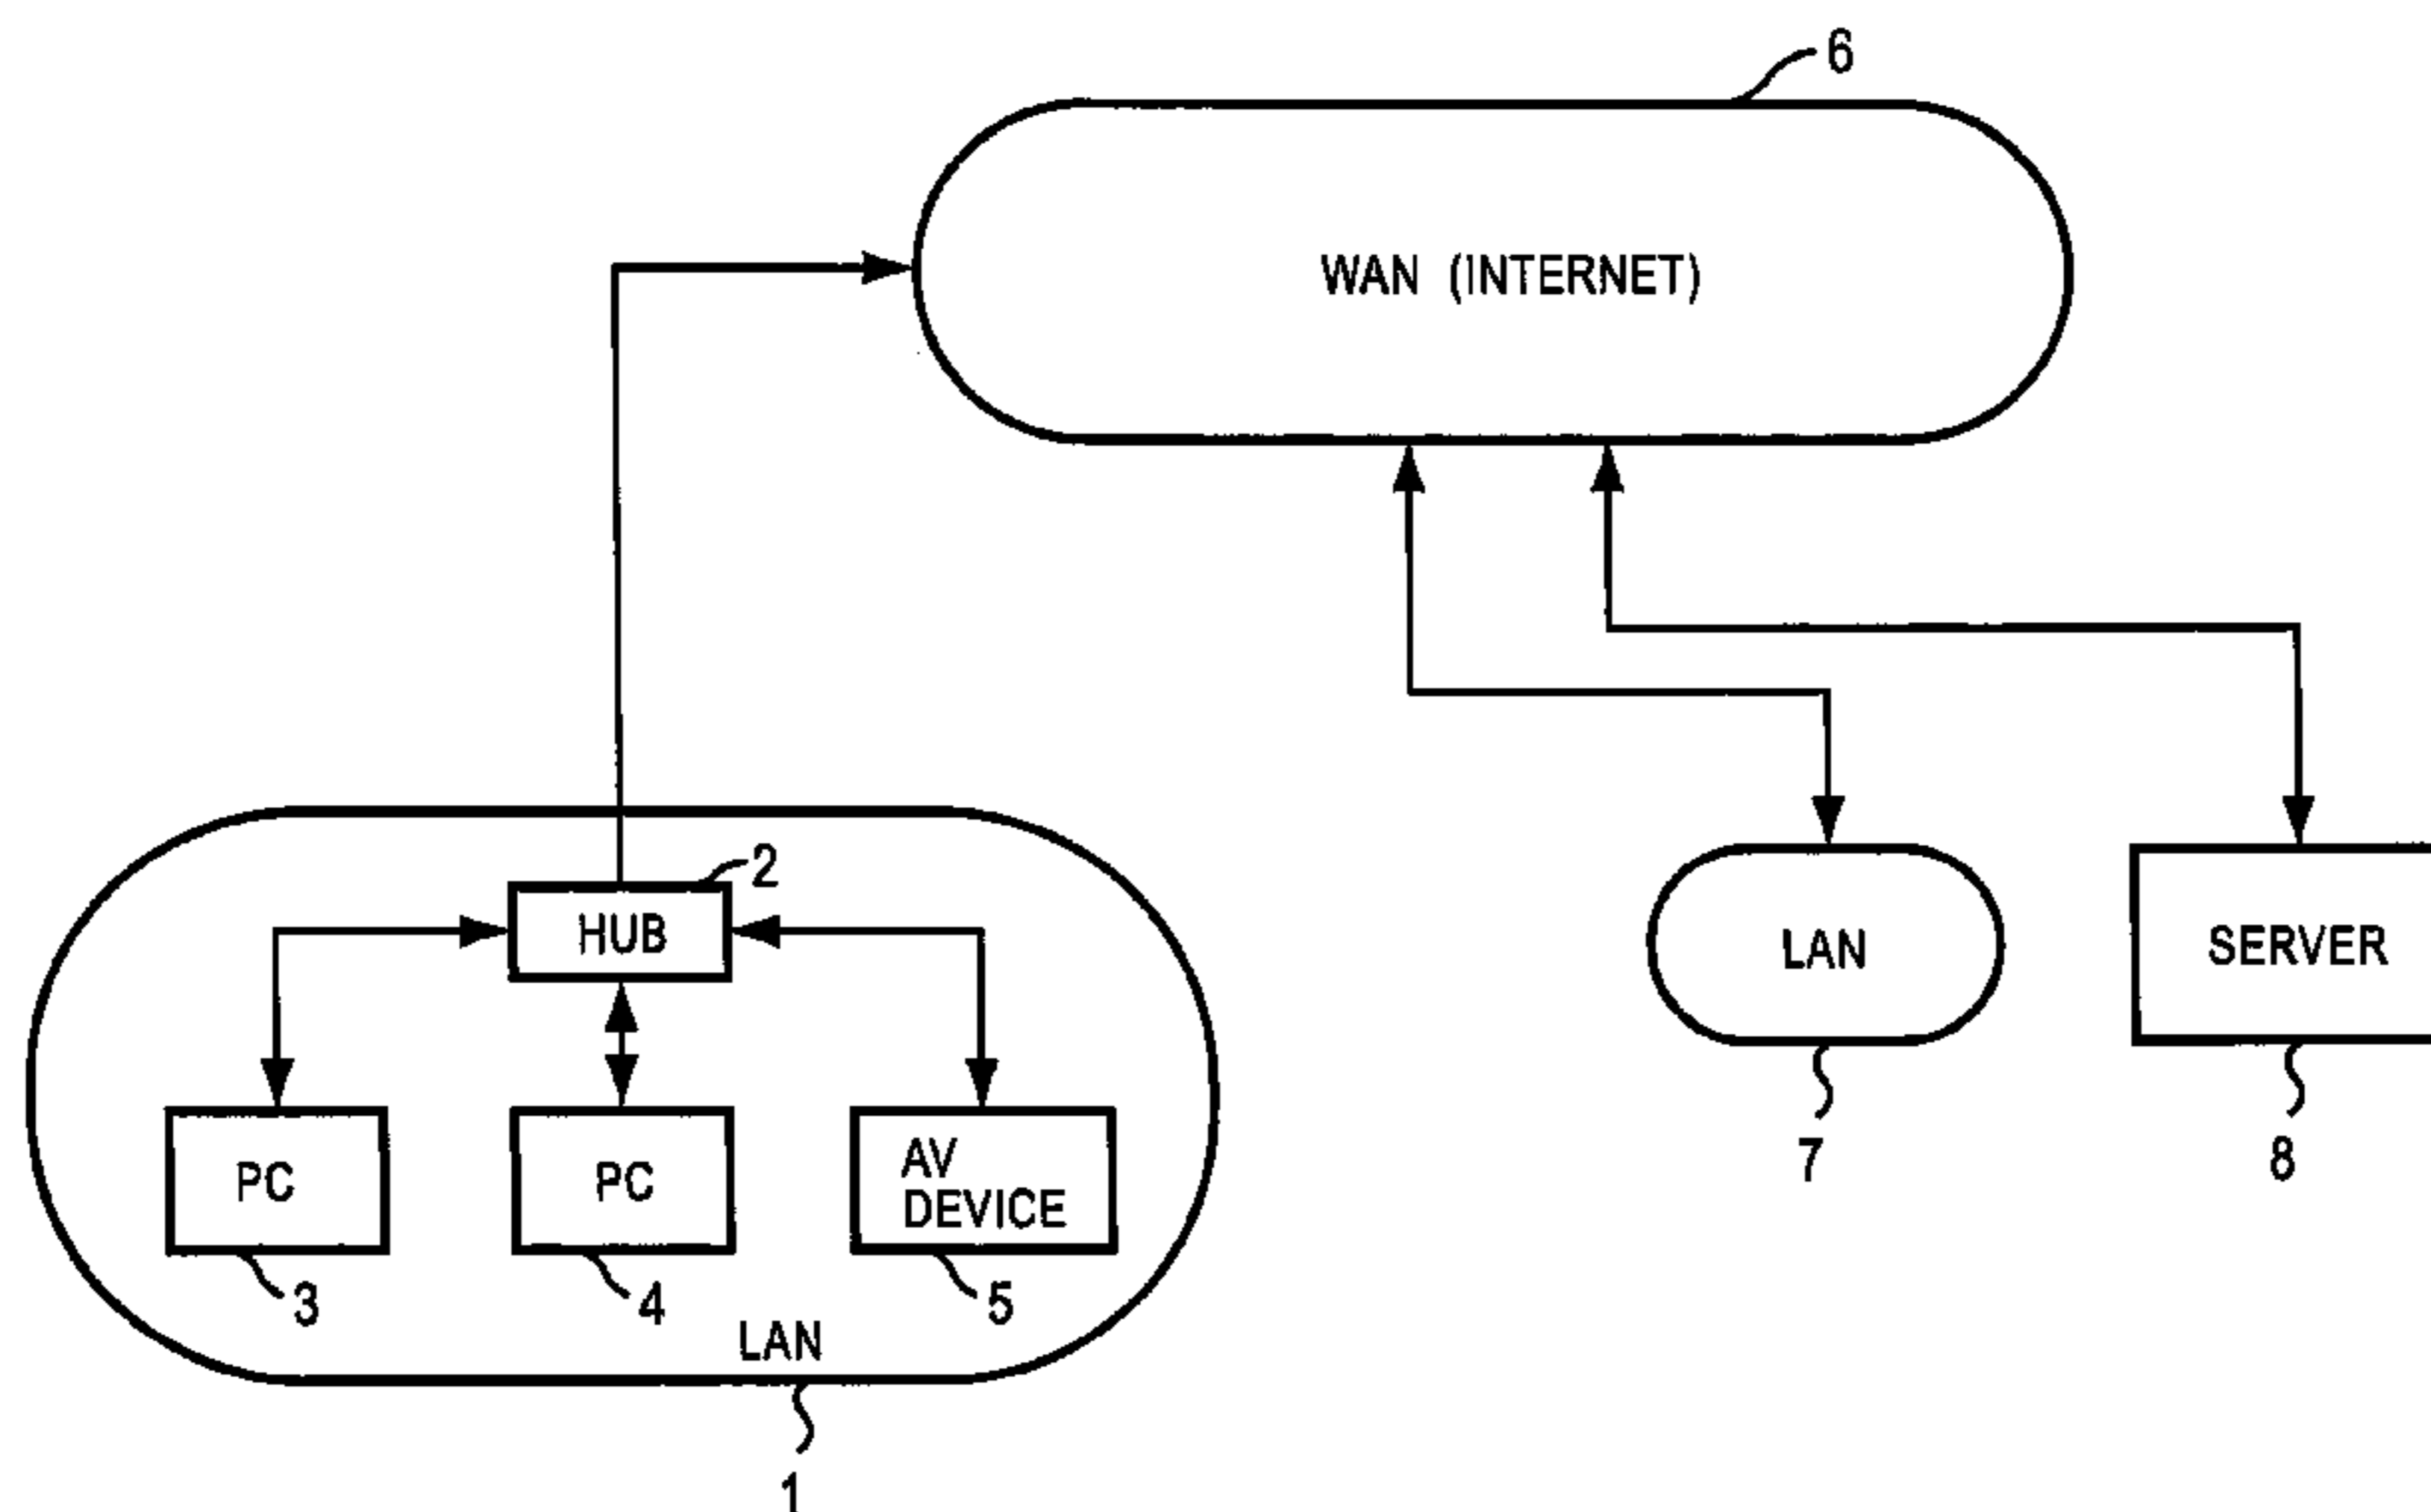 6
WAN (INTERNET)
2
HUB
LAN
SERVER
PC
PC
AV
DEVICE
7
8
3
4
5
LAN
1